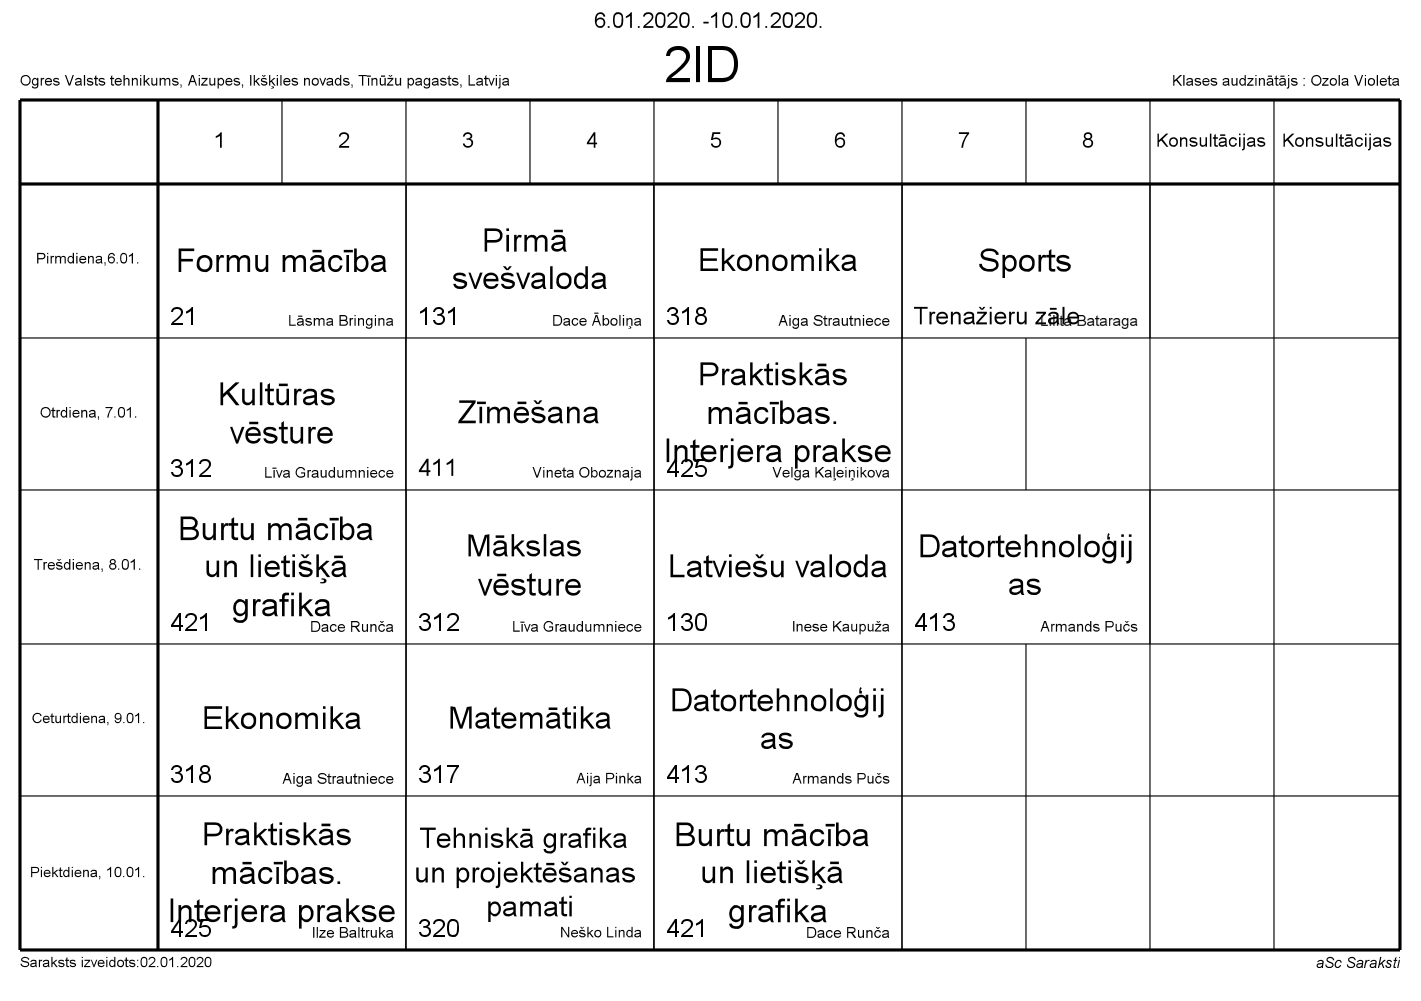 6.01.2020. -10.01.2020.
2ID
Ogres Valsts tehnikums, Aizupes, Ikšķiles novads, Tīnūžu pagasts, Latvija
Klases audzinātājs : Ozola Violeta
1 2 3 4 5 6 7 8 Konsultācijas Konsultācijas
Pirmdiena,6.01.
Formu mācība
21 Lāsma Bringina
Pirmā
svešvaloda
131 Dace Āboliņa
Ekonomika
318 Aiga Strautniece
Sports
Trenažieru zāle Lilita Bataraga
Otrdiena, 7.01.
Kultūras
vēsture
312 Līva Graudumniece
Zīmēšana
411 Vineta Oboznaja
Praktiskās
mācības.
Interjera prakse
425 Velga Kaļeiņikova
Trešdiena, 8.01.
Burtu mācība
un lietišķā
grafika
421 Dace Runča
Mākslas
vēsture
312 Līva Graudumniece
Latviešu valoda
130 Inese Kaupuža
Datortehnoloģij
as
413 Armands Pučs
Ceturtdiena, 9.01.
Ekonomika
318 Aiga Strautniece
Matemātika
317 Aija Pinka
Datortehnoloģij
as
413 Armands Pučs
Piektdiena, 10.01.
Praktiskās
mācības.
Interjera prakse
425 Ilze Baltruka
Tehniskā grafika
un projektēšanas
pamati
320 Neško Linda
Burtu mācība
un lietišķā
grafika
421 Dace Runča
Saraksts izveidots:02.01.2020
aSc Saraksti